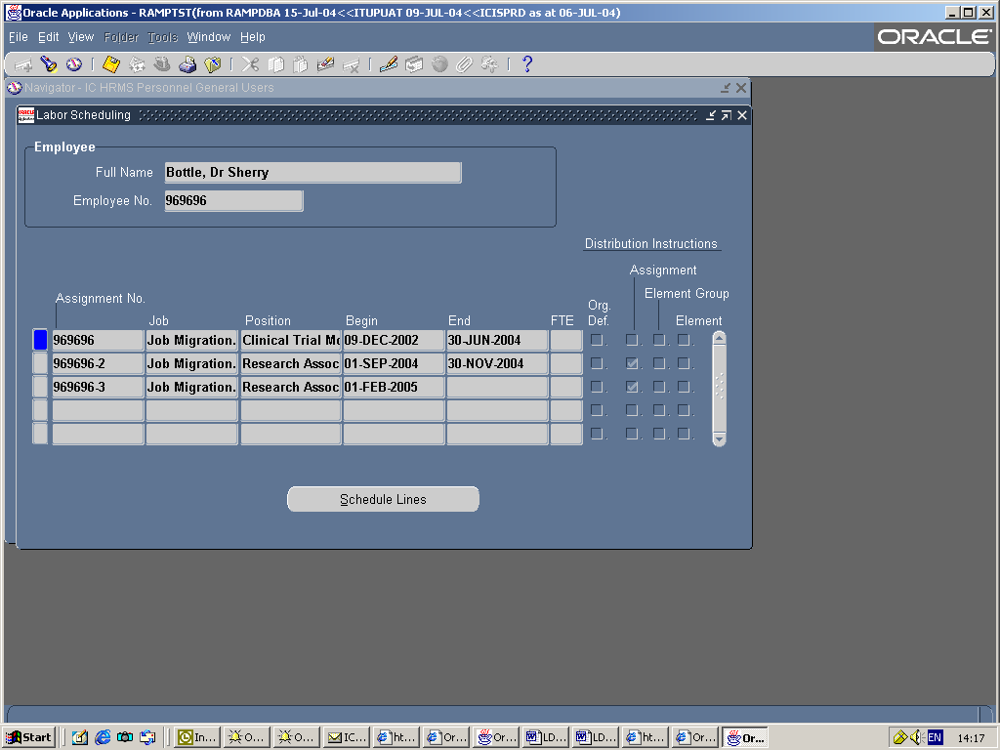 Oracle Applications - RAMPTST(from RAMPDBA 15-Jul-04<<ITUPUAT 09-JUL-04<<ICISPRD as at 06-JUL-04)
File Edit View Folder Tools Window Help
ORACLE
Navigator - IC HRMS Personnel General Users
Labor Scheduling
Employee
Full Name Bottle, Dr Sherry
Employee No. 969696
Distribution Instructions
Assignment
Element Group
Assignment No.
Org.
Job Position Begin End FTE Def. Element
969696 Job Migration. Clinical Trial Mo 09-DEC-2002 30-JUN-2004
969696-2 Job Migration. Research Assoc 01-SEP-2004 30-NOV-2004
969696-3 Job Migration. Research Assoc 01-FEB-2005
Schedule Lines
Start In... O... O... IC... ht... Or... Or... LD... LD... ht... Or... Or... EN 14:17